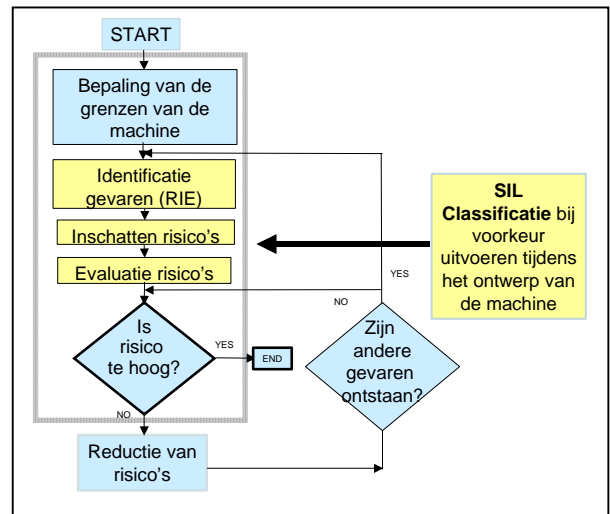 START
Bepaling van de
grenzen van de
machine
Identificatie
gevaren (RIE)
Inschatten risico's
Evaluatie risico's
SIL
Classificatie bij
voorkeur
uitvoeren tijdens
het ontwerp van
de machine
YES
NO
Is
risico
te hoog?
YES
END
Zijn
andere
gevaren
ontstaan?
NO
Reductie van
risico's